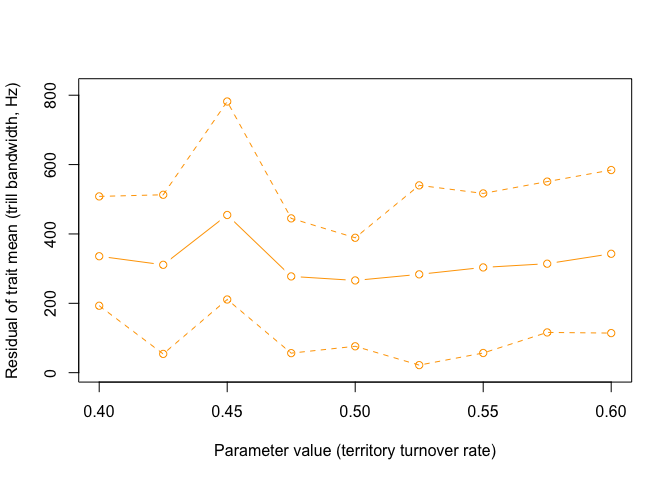 Residual of trait mean (trill bandwidth, Hz)
800
600
400
200
0
0.40 0.45 0.50 0.55 0.60
Parameter value (territory turnover rate)